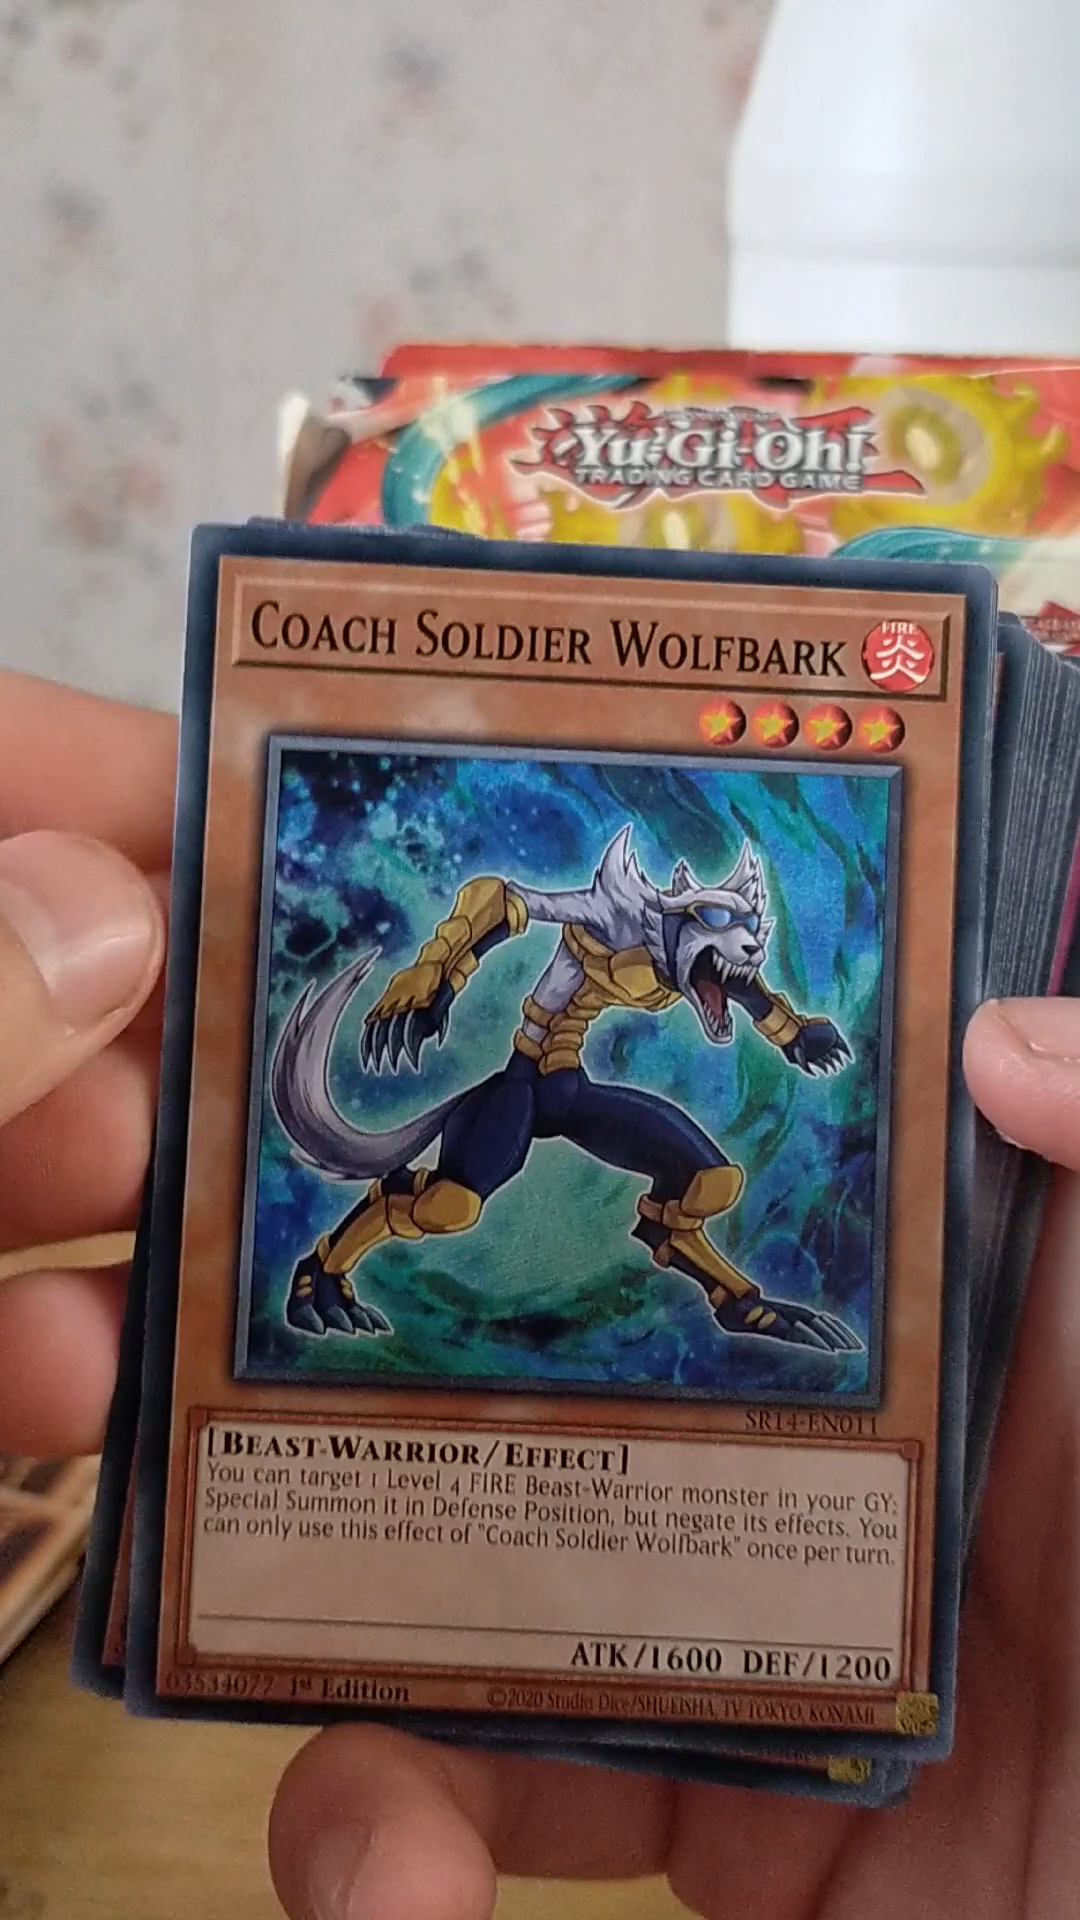 Yu-Gi-Oh!
TRADING CARD GAME
COACH SOLDIER WOLFBARK
FIRE
炎
SR14-EN011
[BEAST-WARRIOR/EFFECT]
You can target 1 Level 4 FIRE Beast-Warrior monster in your GY;
Special Summon it in Defense Position, but negate its effects. You
can only use this effect of "Coach Soldier Wolfbark" once per turn.
ATK/1600 DEF/1200
03534077 1st Edition
©2020 Studio Dice/SHUEISHA, TV TOKYO, KONAMI